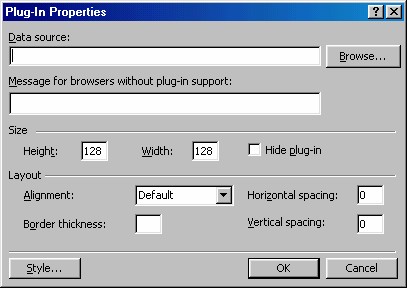 Plug-In Properties
Data source:
Browse...
Message for browsers without plug-in support:
Size
Height: 128 Width: 128 Hide plug-in
Layout
Alignment: Default Horizontal spacing: 0
Border thickness: Vertical spacing: 0
Style... OK Cancel